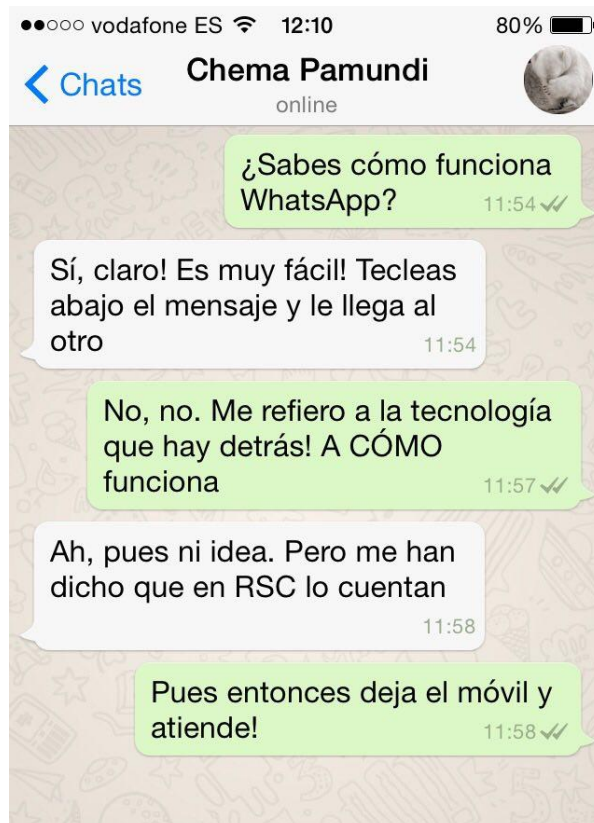 vodafone ES 12:10 80%
Chats Chema Pamundi
online
¿Sabes cómo funciona
WhatsApp? 11:54
Sí, claro! Es muy fácil! Tecleas
abajo el mensaje y le llega al
otro 11:54
No, no. Me refiero a la tecnología
que hay detrás! A CÓMO
funciona 11:57
Ah, pues ni idea. Pero me han
dicho que en RSC lo cuentan
11:58
Pues entonces deja el móvil y
atiende! 11:58